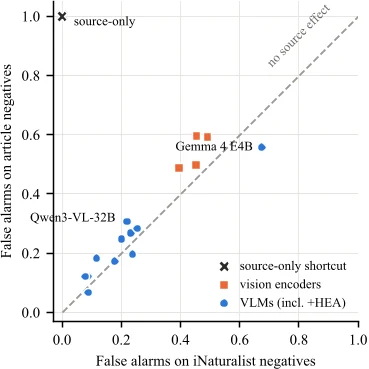 1.0
source-only
no source effect
0.8
0.6
Gemma 4 E4B
0.4
Qwen3-VL-32B
0.2
0.0
source-only shortcut
vision encoders
VLMs (incl. +HEA)
0.0 0.2 0.4 0.6 0.8 1.0
False alarms on iNaturalist negatives
False alarms on article negatives